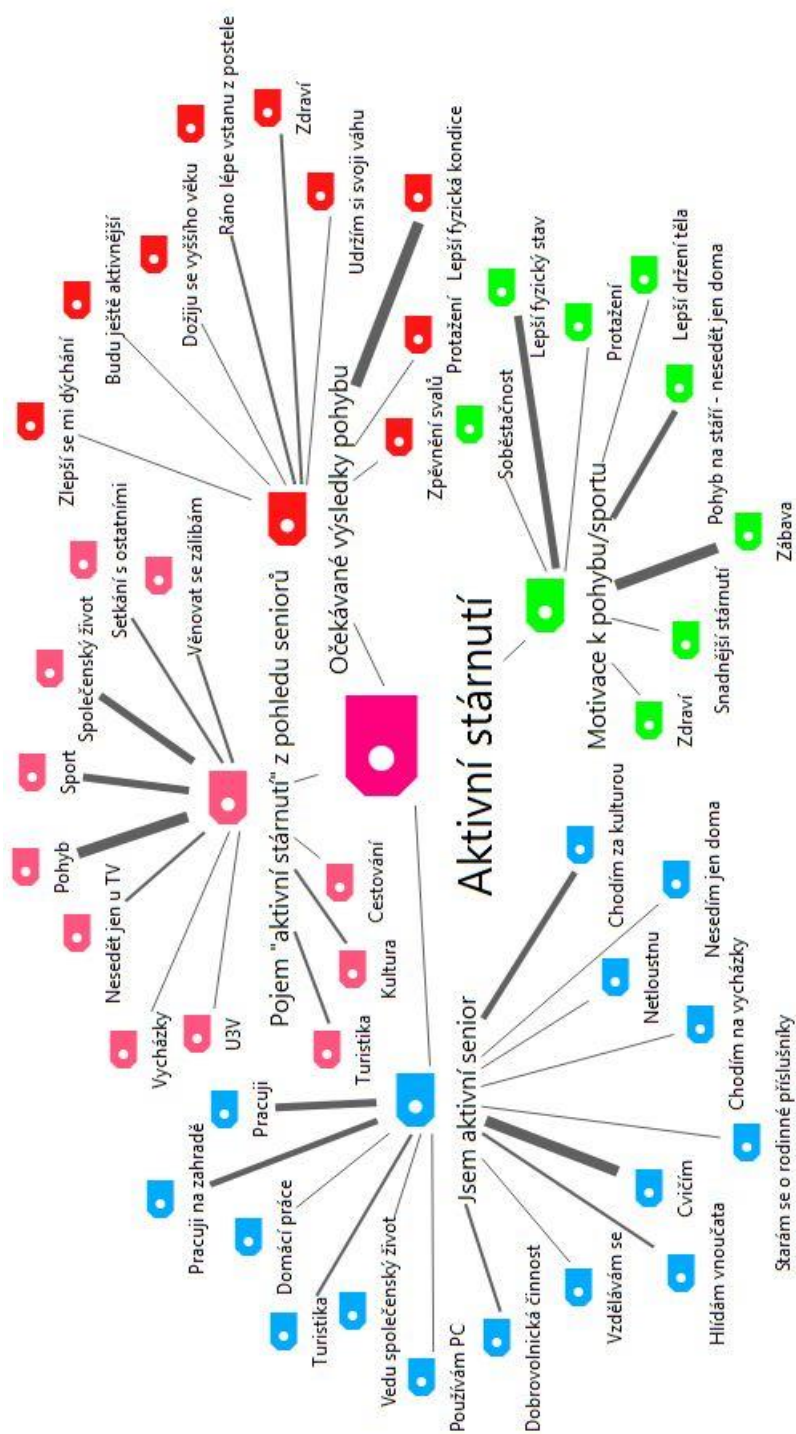 Zlepší se mi dýchání
Budu ještě aktivnější
Dožiju se vyššího věku
Ráno lépe vstanu z postele
Zdraví
Udržím si svoji váhu
Lepší fyzická kondice
Protažení
Zpěvnění svalů
Očekávané výsledky pohybu
Pohyb
Sport
Společenský život
Setkání s ostatními
Věnovat se zálibám
Nesedět jen u TV
Vycházky
U3V
Pojem "aktivní stárnutí" z pohledu seniorů
Turistika
Kultura
Cestování
Aktivní stárnutí
Pracuji
Pracuji na zahradě
Domácí práce
Turistika
Vedu společenský život
Používám PC
Jsem aktivní senior
Dobrovolnická činnost
Vzdělávám se
Hlídám vnoučata
Cvičím
Starám se o rodinné příslušníky
Chodím na vycházky
Netloustnu
Nesedím jen doma
Chodím za kulturou
Soběstačnost
Lepší fyzický stav
Protažení
Lepší držení těla
Motivace k pohybu/sportu
Pohyb na stáří - nesedět jen doma
Zábava
Snadnější stárnutí
Zdraví